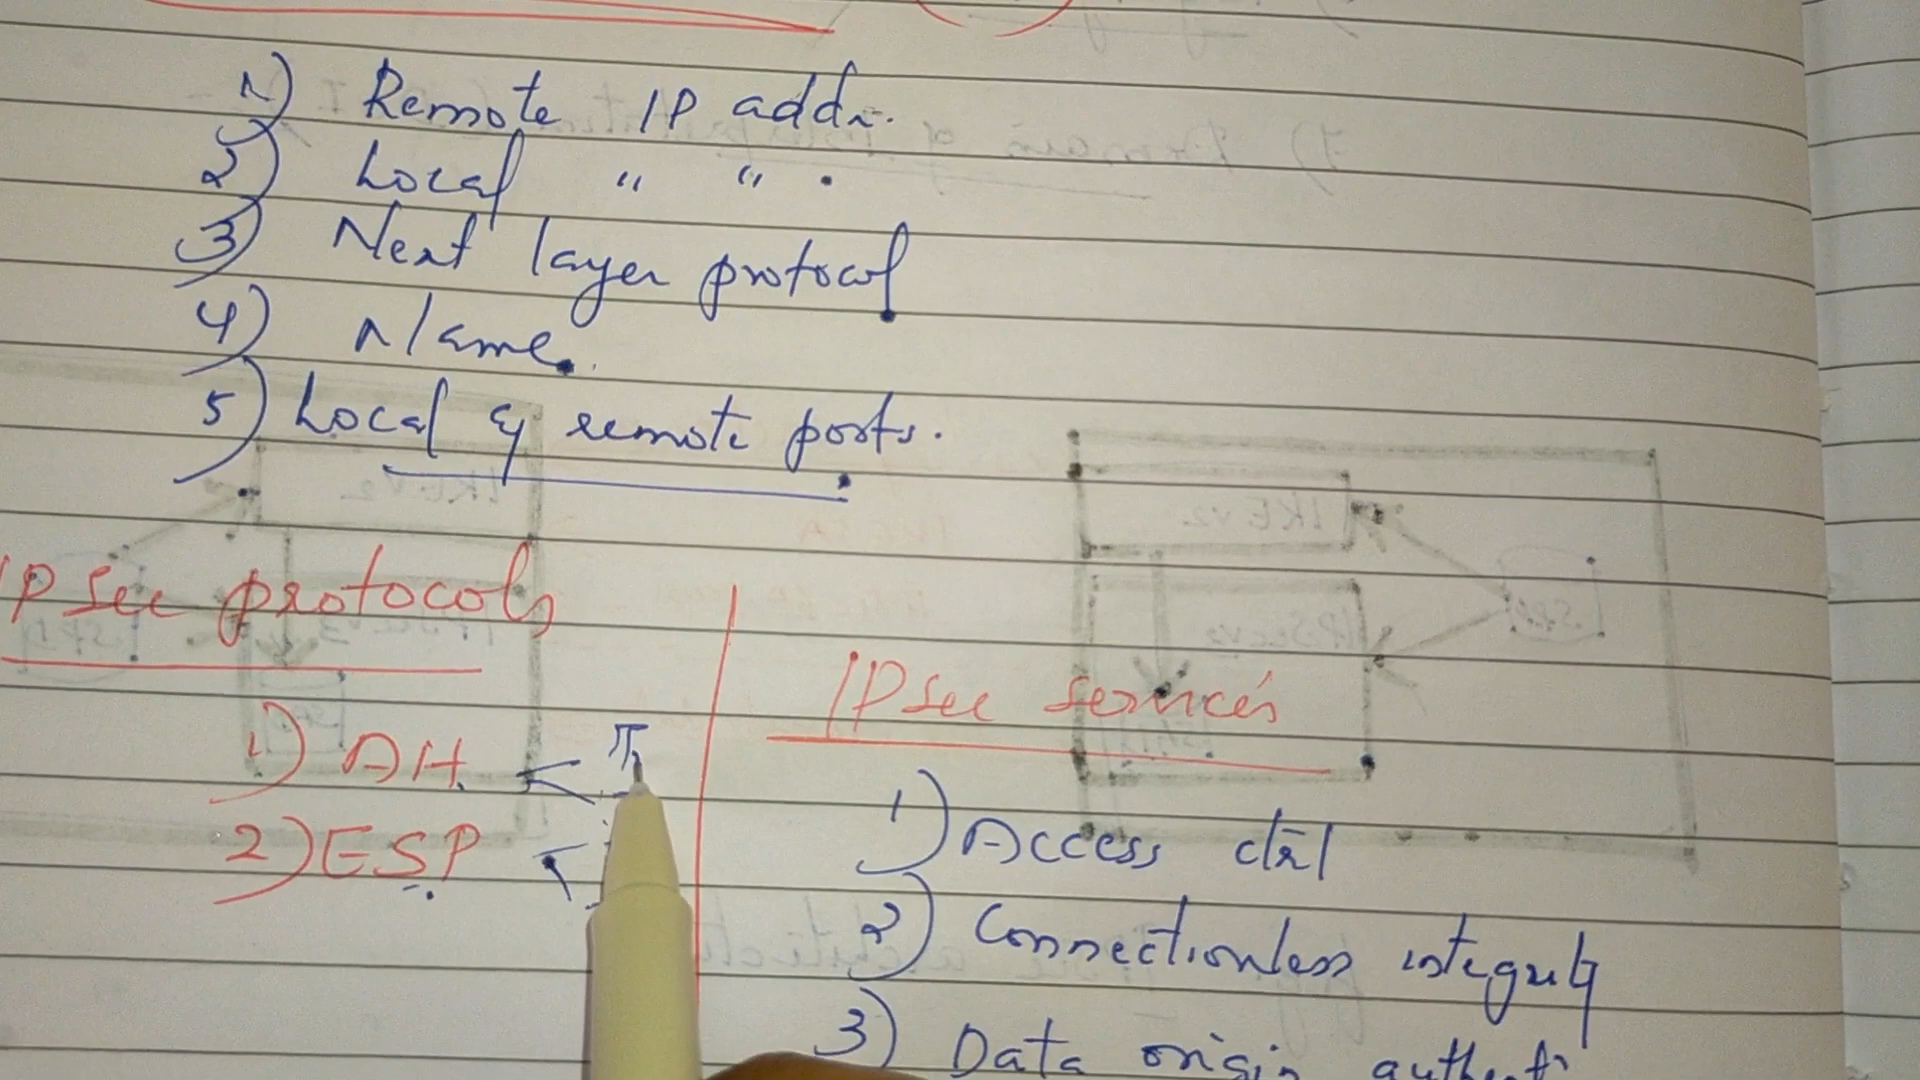 1) Remote IP addr.
2) Local " " .
3) Next layer protocol
4) Name.
5) Local & remote ports.
IPSec protocols
1) AH
2) ESP
IPSec services
1) Access ctrl
2) Connectionless integrity
3) Data origin